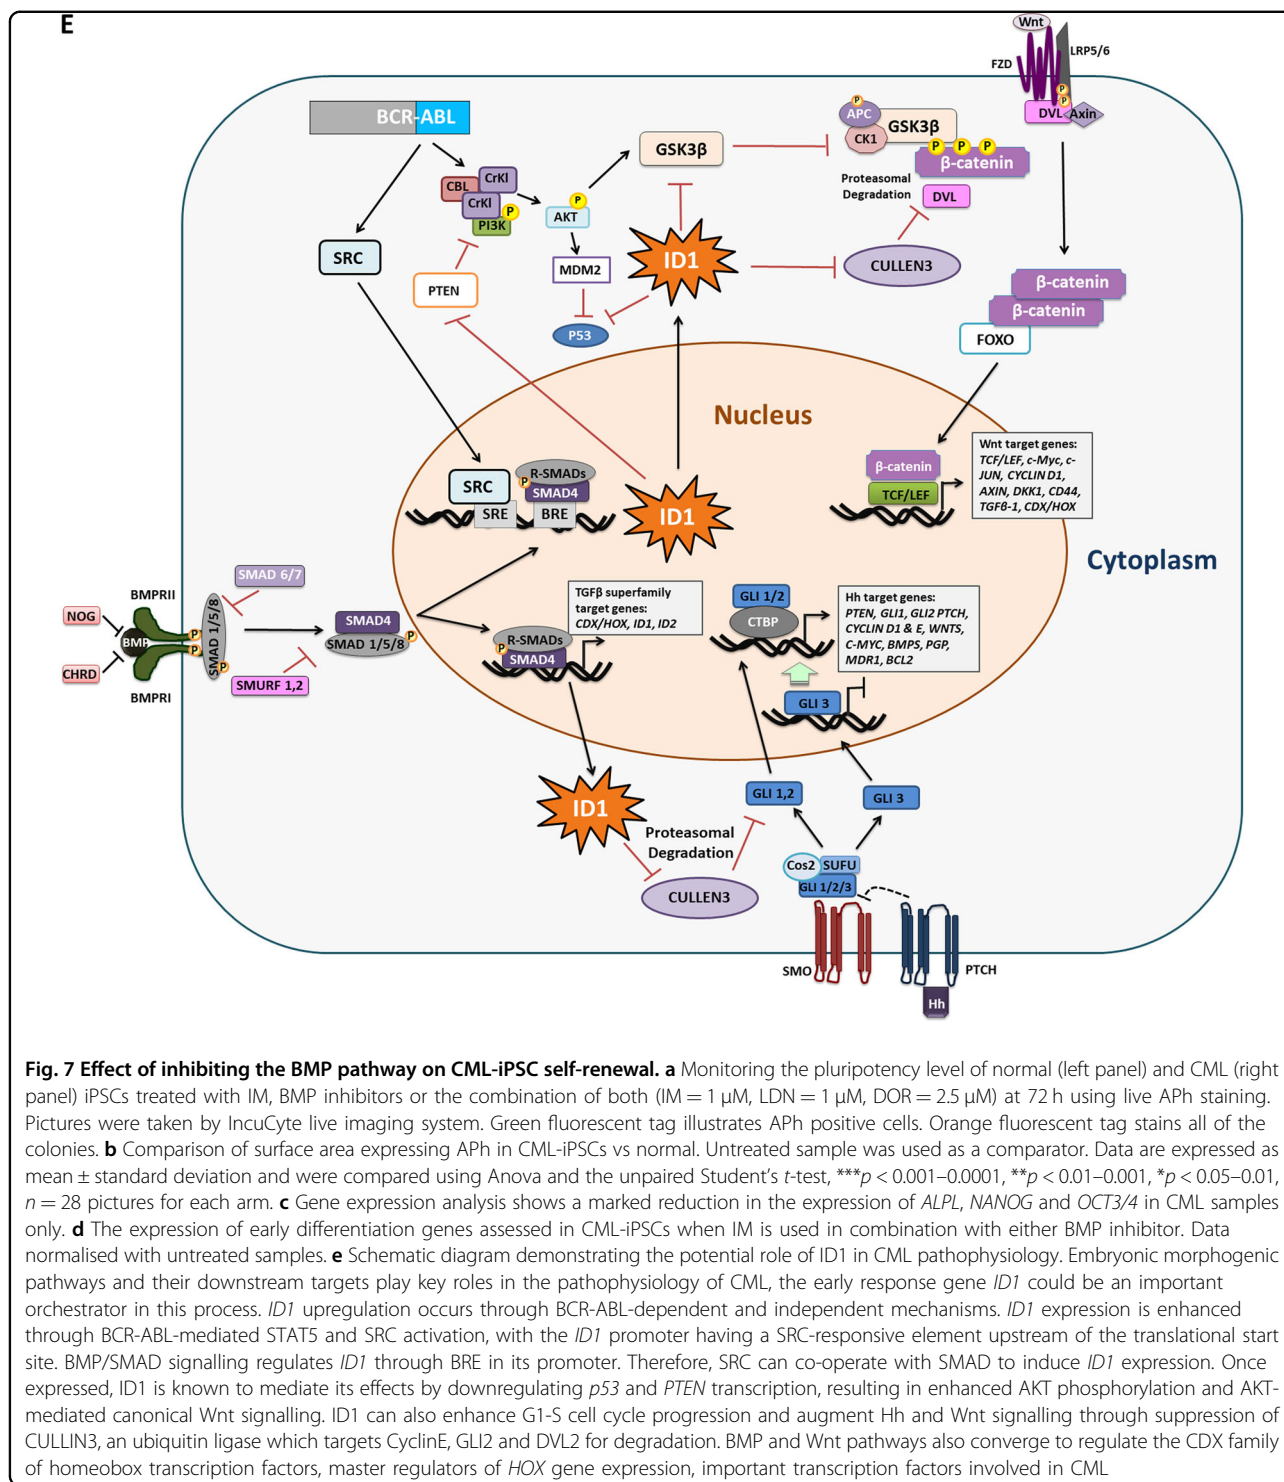 E
Wnt
FZD
LRP5/6
P
P
DVL
Axin
BCR-ABL
CBL
CrKl
CrKl
P
PI3K
P
AKT
GSK3β
P
APC
CK1
GSK3β
P P P
β-catenin
Proteasomal
Degradation
DVL
SRC
PTEN
MDM2
P53
ID1
CULLEN3
β-catenin
β-catenin
FOXO
Nucleus
SRC
SRE
R-SMADs
P
SMAD4
BRE
ID1
β-catenin
TCF/LEF
Wnt target genes:
TCF/LEF, c-Myc, c-
JUN, CYCLIN D1,
AXIN, DKK1, CD44,
TGFβ-1, CDX/HOX
Cytoplasm
SMAD 6/7
BMPRII
NOG
BMP
CHRD
BMPRI
P
P
SMAD 1/5/8
P
SMURF 1,2
SMAD4
SMAD 1/5/8
P
TGFβ superfamily
target genes:
CDX/HOX, ID1, ID2
R-SMADs
P
SMAD4
GLI 1/2
CTBP
Hh target genes:
PTEN, GLI1, GLI2 PTCH,
CYCLIN D1 & E, WNTS,
C-MYC, BMPS, PGP,
MDR1, BCL2
GLI 3
ID1
Proteasomal
Degradation
CULLEN3
GLI 1,2
GLI 3
Cos2
SUFU
GLI 1/2/3
SMO
PTCH
Hh
Fig. 7 Effect of inhibiting the BMP pathway on CML-iPSC self-renewal. a Monitoring the pluripotency level of normal (left panel) and CML (right
panel) iPSCs treated with IM, BMP inhibitors or the combination of both (IM = 1 μM, LDN = 1 μM, DOR = 2.5 μM) at 72 h using live APh staining.
Pictures were taken by IncuCyte live imaging system. Green fluorescent tag illustrates APh positive cells. Orange fluorescent tag stains all of the
colonies. b Comparison of surface area expressing APh in CML-iPSCs vs normal. Untreated sample was used as a comparator. Data are expressed as
mean ± standard deviation and were compared using Anova and the unpaired Student's t-test, ***p < 0.001–0.0001, **p < 0.01–0.001, *p < 0.05–0.01,
n = 28 pictures for each arm. c Gene expression analysis shows a marked reduction in the expression of ALPL, NANOG and OCT3/4 in CML samples
only. d The expression of early differentiation genes assessed in CML-iPSCs when IM is used in combination with either BMP inhibitor. Data
normalised with untreated samples. e Schematic diagram demonstrating the potential role of ID1 in CML pathophysiology. Embryonic morphogenic
pathways and their downstream targets play key roles in the pathophysiology of CML, the early response gene ID1 could be an important
orchestrator in this process. ID1 upregulation occurs through BCR-ABL-dependent and independent mechanisms. ID1 expression is enhanced
through BCR-ABL-mediated STAT5 and SRC activation, with the ID1 promoter having a SRC-responsive element upstream of the translational start
site. BMP/SMAD signalling regulates ID1 through BRE in its promoter. Therefore, SRC can co-operate with SMAD to induce ID1 expression. Once
expressed, ID1 is known to mediate its effects by downregulating p53 and PTEN transcription, resulting in enhanced AKT phosphorylation and AKT-
mediated canonical Wnt signalling. ID1 can also enhance G1-S cell cycle progression and augment Hh and Wnt signalling through suppression of
CULLIN3, an ubiquitin ligase which targets CyclinE, GLI2 and DVL2 for degradation. BMP and Wnt pathways also converge to regulate the CDX family
of homeobox transcription factors, master regulators of HOX gene expression, important transcription factors involved in CML